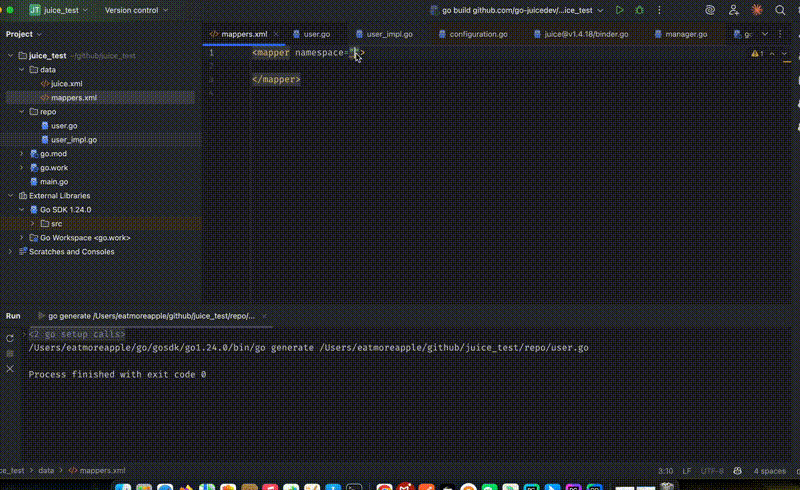 JT juice_test Version control go build github.com/go-juicedev/...ice_test
Project mappers.xml user.go user_impl.go configuration.go juice@v1.4.18/binder.go manager.go
juice_test ~/github/juice_test
data
juice.xml
mappers.xml
repo
user.go
user_impl.go
go.mod
go.work
main.go
External Libraries
Go SDK 1.24.0
src
Go Workspace <go.work>
Scratches and Consoles
1 <mapper namespace="">
1
3 </mapper>
Run go generate /Users/eatmoreapple/github/juice_test/repo/...
<2 go setup calls>
/Users/eatmoreapple/go/gosdk/go1.24.0/bin/go generate /Users/eatmoreapple/github/juice_test/repo/user.go
Process finished with exit code 0
ce_test > data > mappers.xml 3:10 LF UTF-8 4 spaces